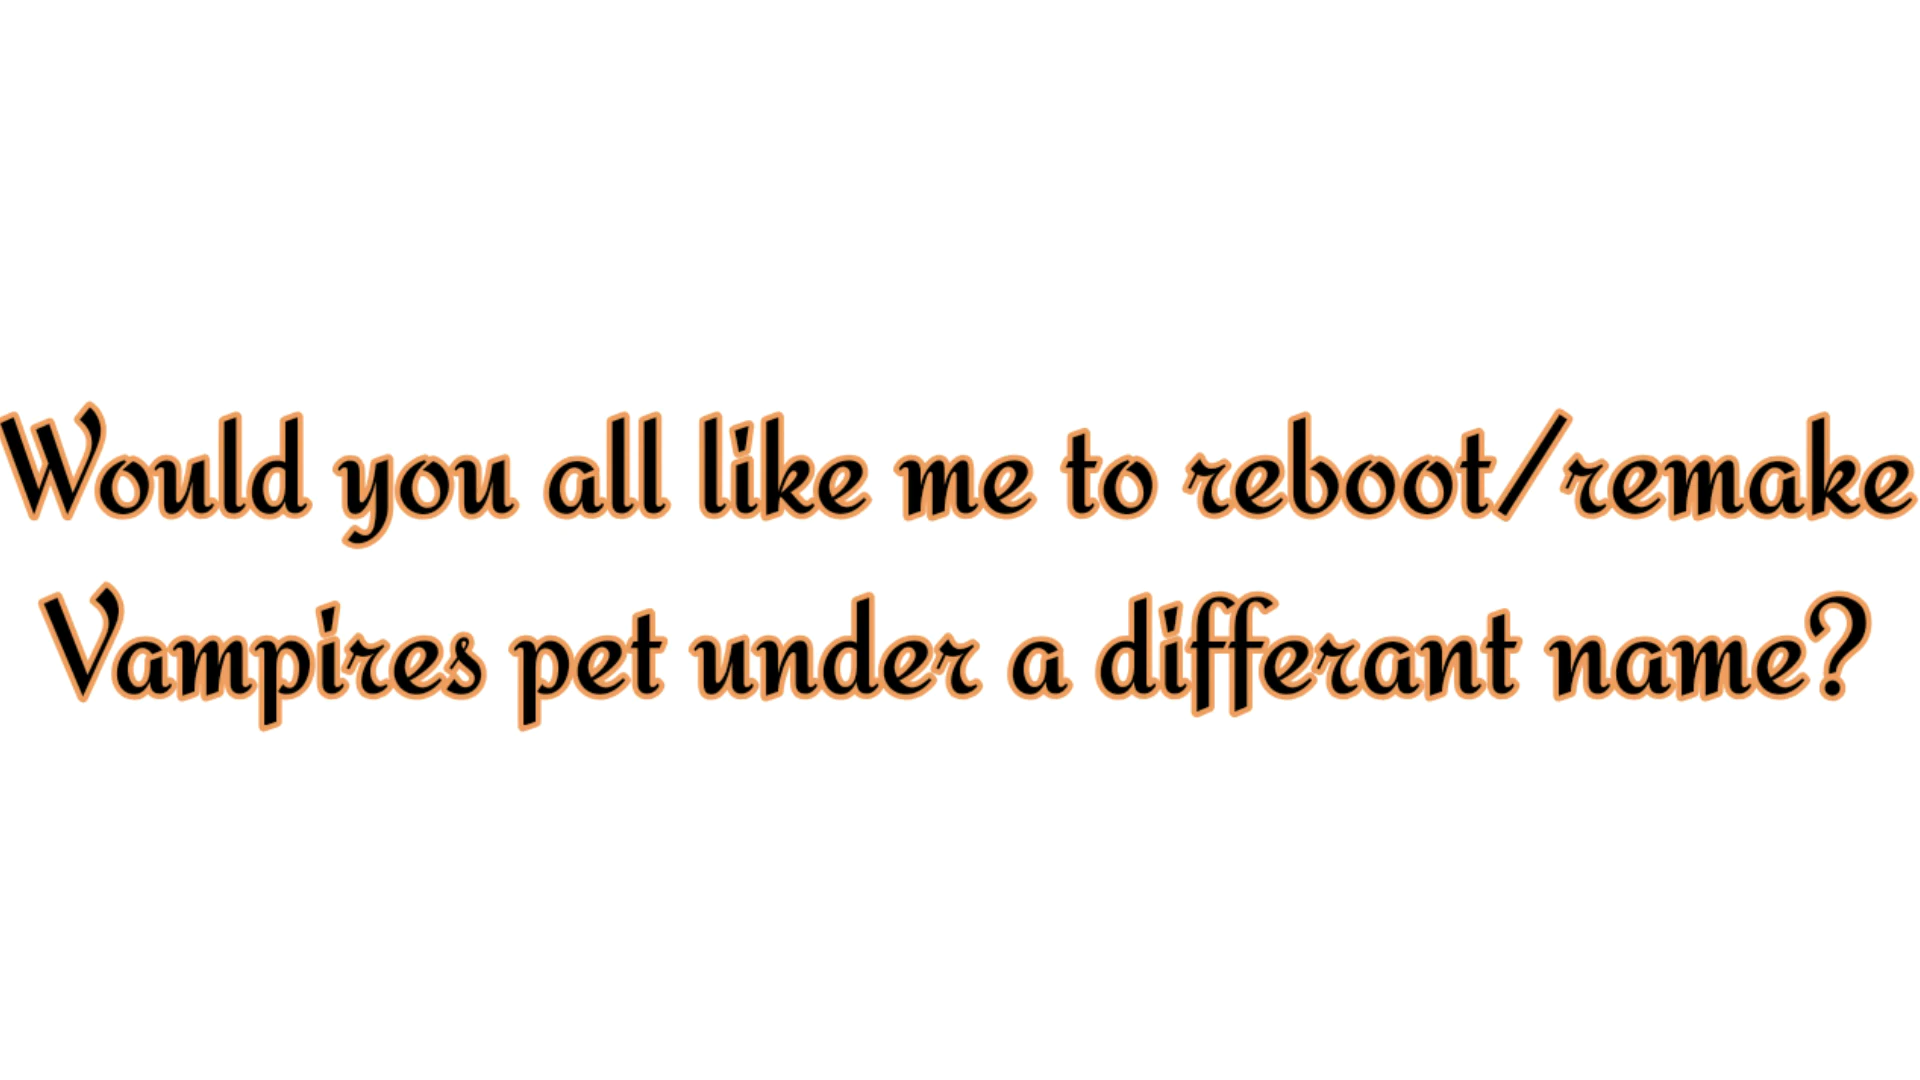 Would you all like me to reboot/remake
Vampires pet under a differant name?